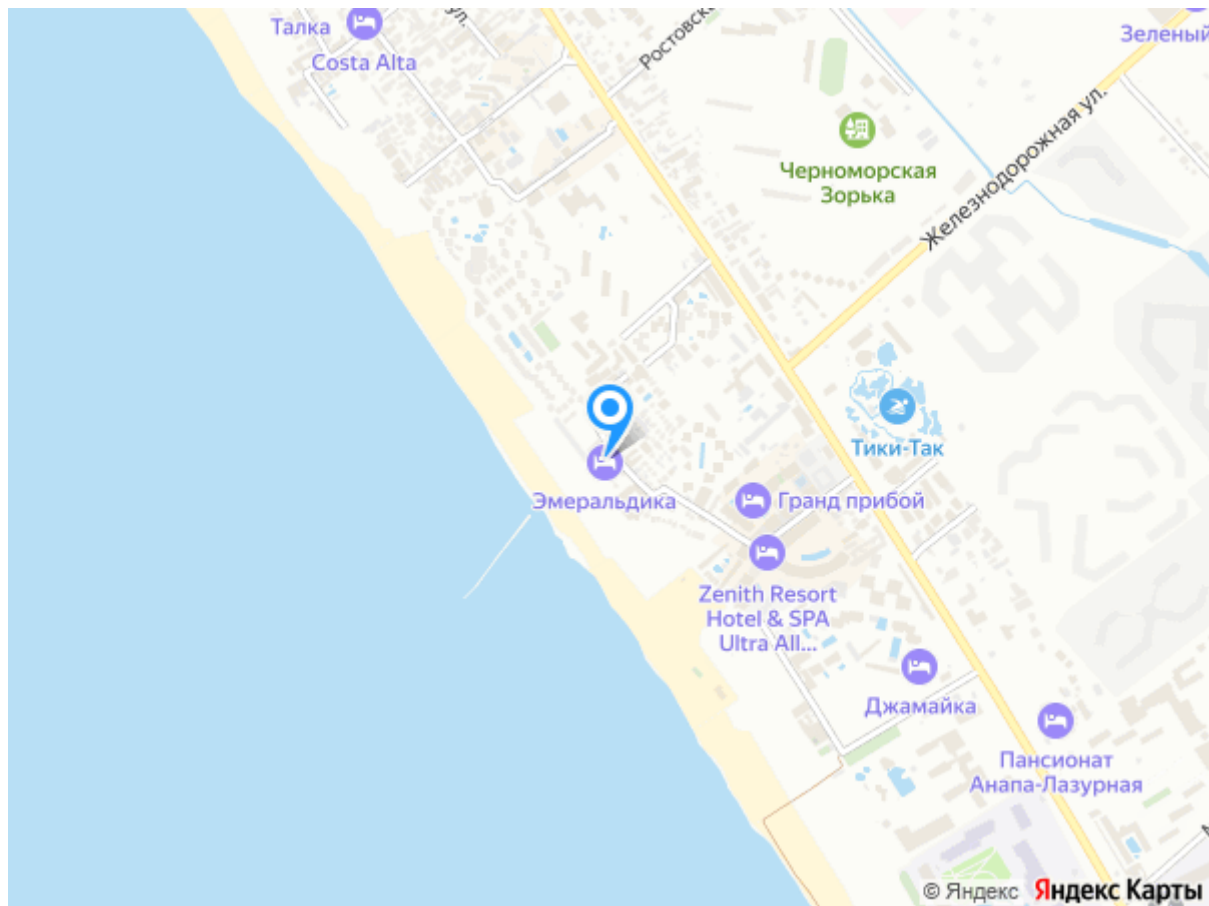 Талка
ул.
Costa Alta
Ростовск
Зеленый
Железнодорожная ул.
Черноморская
Зорька
Тики-Так
Эмеральдика
Гранд прибой
Zenith Resort
Hotel & SPA
Ultra All...
Джамайка
Пансионат
Анапа-Лазурная
© Яндекс Яндекс Карты